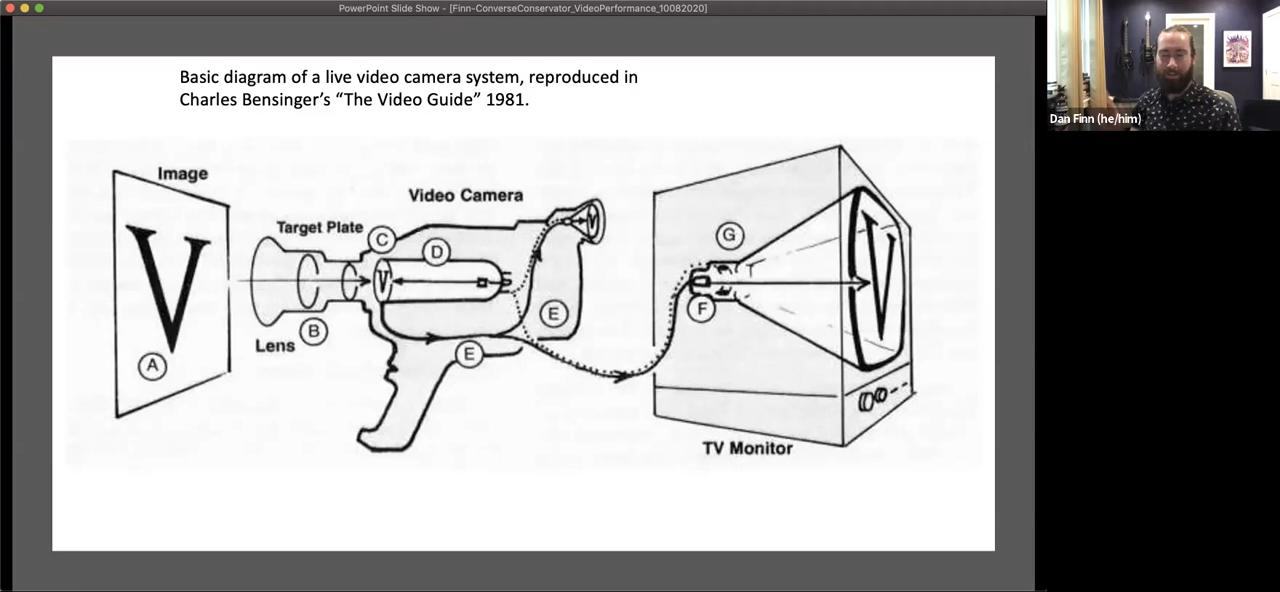 PowerPoint Slide Show - [Finn-ConverseConservator_VideoPerformance_10082020]
Dan Finn (he/him)
Basic diagram of a live video camera system, reproduced in
Charles Bensinger's “The Video Guide” 1981.
Image
V
A
Target Plate
Lens
B
Video Camera
C
D
V
V
E
E
G
F
V
TV Monitor